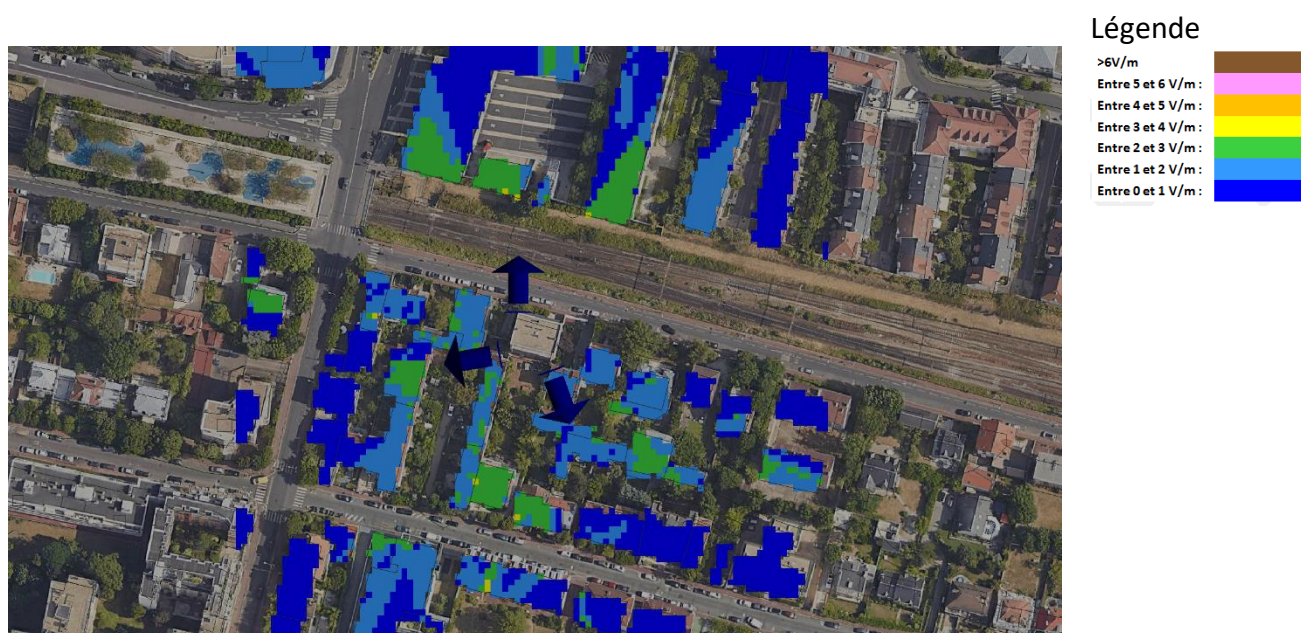 Légende
>6V/m
Entre 5 et 6 V/m :
Entre 4 et 5 V/m :
Entre 3 et 4 V/m :
Entre 2 et 3 V/m :
Entre 1 et 2 V/m :
Entre 0 et 1 V/m :